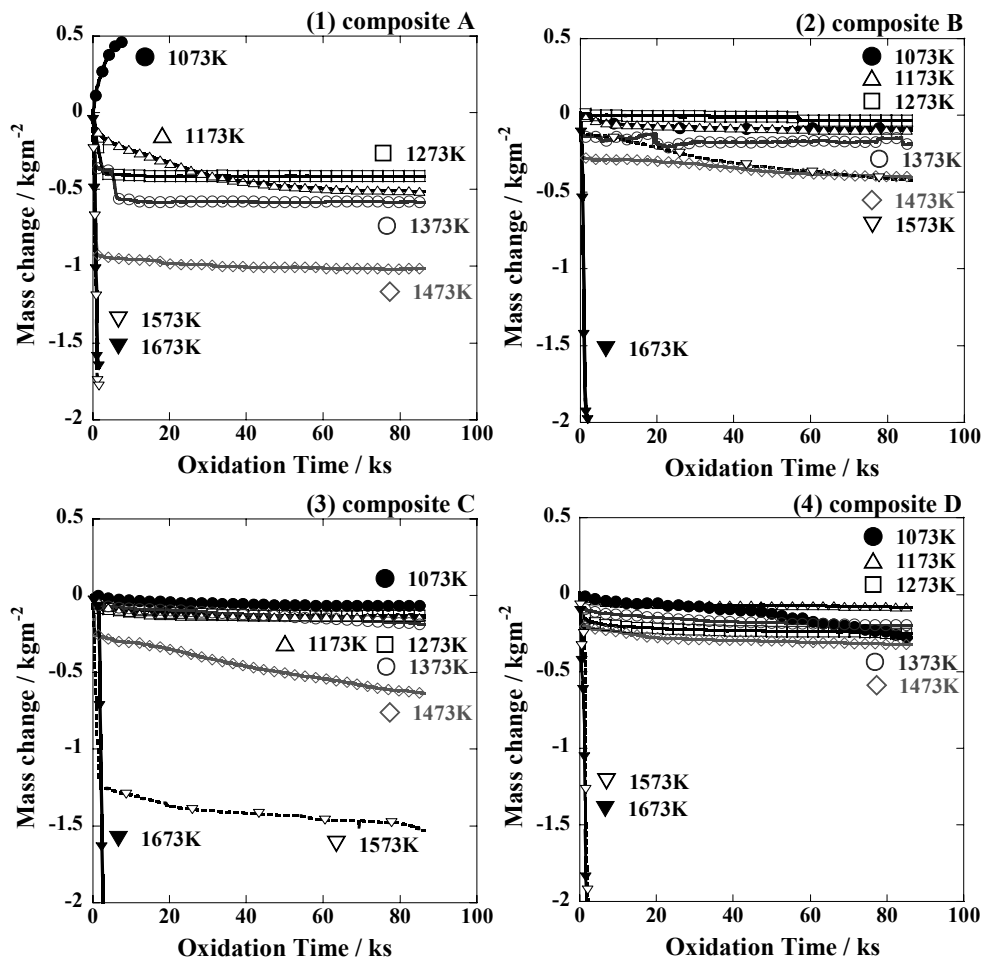 (1) composite A
0.5
0
-0.5
-1
-1.5
-2
Mass change / kgm-2
1073K
1173K
1273K
1373K
1473K
1573K
1673K
0 20 40 60 80 100
Oxidation Time / ks
(2) composite B
0.5
0
-0.5
-1
-1.5
-2
Mass change / kgm-2
1073K
1173K
1273K
1373K
1473K
1573K
1673K
0 20 40 60 80 100
Oxidation Time / ks
(3) composite C
0.5
0
-0.5
-1
-1.5
-2
Mass change / kgm-2
1073K
1173K
1273K
1373K
1473K
1673K
1573K
0 20 40 60 80 100
Oxidation Time / ks
(4) composite D
0.5
0
-0.5
-1
-1.5
-2
Mass change / kgm-2
1073K
1173K
1273K
1373K
1473K
1573K
1673K
0 20 40 60 80 100
Oxidation Time / ks